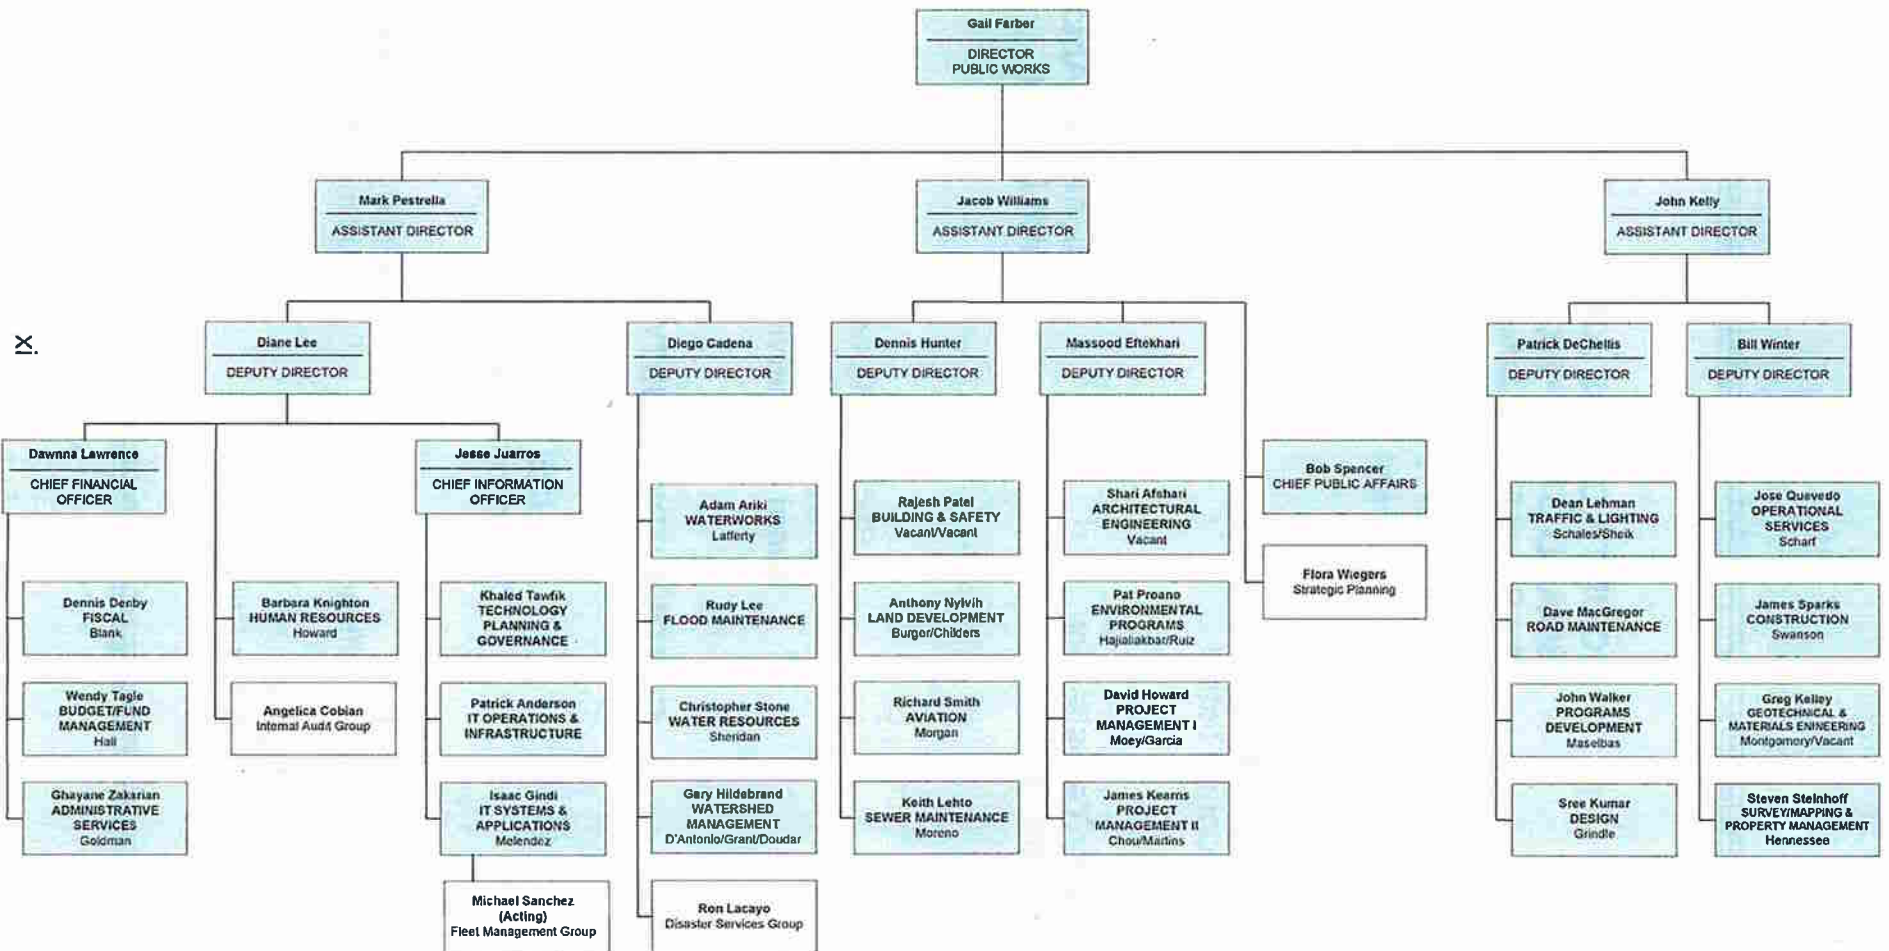 Gail Farber
DIRECTOR
PUBLIC WORKS
Mark Pestrella
ASSISTANT DIRECTOR
Jacob Williams
ASSISTANT DIRECTOR
John Kelly
ASSISTANT DIRECTOR
ix.
Diane Lee
DEPUTY DIRECTOR
Diego Cadena
DEPUTY DIRECTOR
Dennis Hunter
DEPUTY DIRECTOR
Massood Eftekhari
DEPUTY DIRECTOR
Patrick DeChellis
DEPUTY DIRECTOR
Bill Winter
DEPUTY DIRECTOR
Dawnna Lawrence
CHIEF FINANCIAL
OFFICER
Dennis Denby
FISCAL
Blank
Wendy Tagle
BUDGET/FUND
MANAGEMENT
Hall
Ghayane Zakarian
ADMINISTRATIVE
SERVICES
Goldman
Barbara Knighton
HUMAN RESOURCES
Howard
Angelica Cobian
Internal Audit Group
Jesse Juarros
CHIEF INFORMATION
OFFICER
Khaled Tawfik
TECHNOLOGY
PLANNING &
GOVERNANCE
Patrick Anderson
IT OPERATIONS &
INFRASTRUCTURE
Isaac Gindi
IT SYSTEMS &
APPLICATIONS
Melendez
Michael Sanchez
(Acting)
Fleet Management Group
Adam Ariki
WATERWORKS
Lafferty
Rudy Lee
FLOOD MAINTENANCE
Christopher Stone
WATER RESOURCES
Sheridan
Gary Hildebrand
WATERSHED
MANAGEMENT
D'Antonio/Grant/Doudar
Ron Lacayo
Disaster Services Group
Rajesh Patel
BUILDING & SAFETY
Vacant/Vacant
Anthony Nyivih
LAND DEVELOPMENT
Burger/Childers
Richard Smith
AVIATION
Morgan
Keith Lehto
SEWER MAINTENANCE
Moreno
Shari Afshari
ARCHITECTURAL
ENGINEERING
Vacant
Pat Proano
ENVIRONMENTAL
PROGRAMS
Hajialiakbar/Ruiz
David Howard
PROJECT
MANAGEMENT I
Moey/Garcia
James Kearns
PROJECT
MANAGEMENT II
Chou/Martins
Bob Spencer
CHIEF PUBLIC AFFAIRS
Flora Wiegers
Strategic Planning
Dean Lehman
TRAFFIC & LIGHTING
Schales/Sheik
Dave MacGregor
ROAD MAINTENANCE
John Walker
PROGRAMS
DEVELOPMENT
Maselbas
Sree Kumar
DESIGN
Grindle
Jose Quevedo
OPERATIONAL
SERVICES
Scharf
James Sparks
CONSTRUCTION
Swanson
Greg Kelley
GEOTECHNICAL &
MATERIALS ENINEERING
Montgomery/Vacant
Steven Steinhoff
SURVEY/MAPPING &
PROPERTY MANAGEMENT
Hennessee